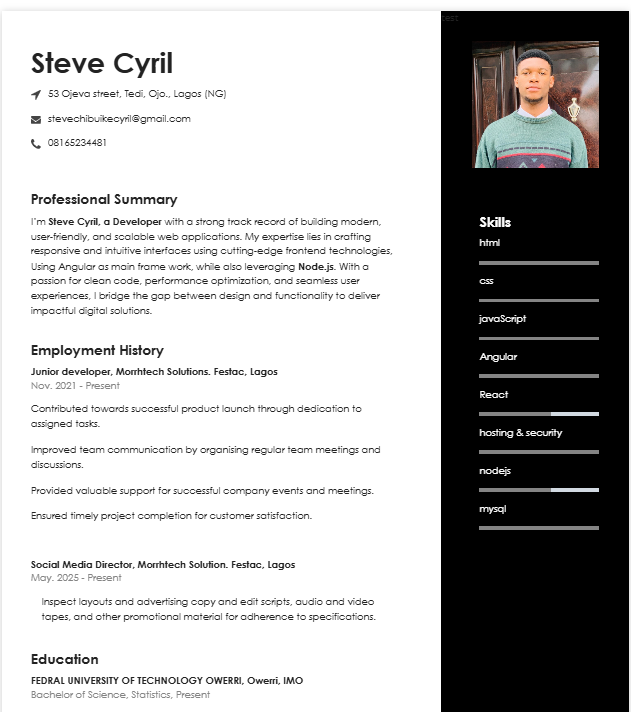 test
Steve Cyril
53 Ojeva street, Tedi, Ojo., Lagos (NG)
stevechibuikecyril@gmail.com
08165234481
Professional Summary
I'm Steve Cyril, a Developer with a strong track record of building modern,
user-friendly, and scalable web applications. My expertise lies in crafting
responsive and intuitive interfaces using cutting-edge frontend technologies,
Using Angular as main frame work, while also leveraging Node.js. With a
passion for clean code, performance optimization, and seamless user
experiences, I bridge the gap between design and functionality to deliver
impactful digital solutions.
Employment History
Junior developer, Morrhtech Solutions. Festac, Lagos
Nov. 2021 - Present
Contributed towards successful product launch through dedication to
assigned tasks.
Improved team communication by organising regular team meetings and
discussions.
Provided valuable support for successful company events and meetings.
Ensured timely project completion for customer satisfaction.
Social Media Director, Morrhtech Solution. Festac, Lagos
May. 2025 - Present
Inspect layouts and advertising copy and edit scripts, audio and video
tapes, and other promotional material for adherence to specifications.
Education
FEDRAL UNIVERSITY OF TECHNOLOGY OWERRI, Owerri, IMO
Bachelor of Science, Statistics, Present
Skills
html
css
javaScript
Angular
React
hosting & security
nodejs
mysql